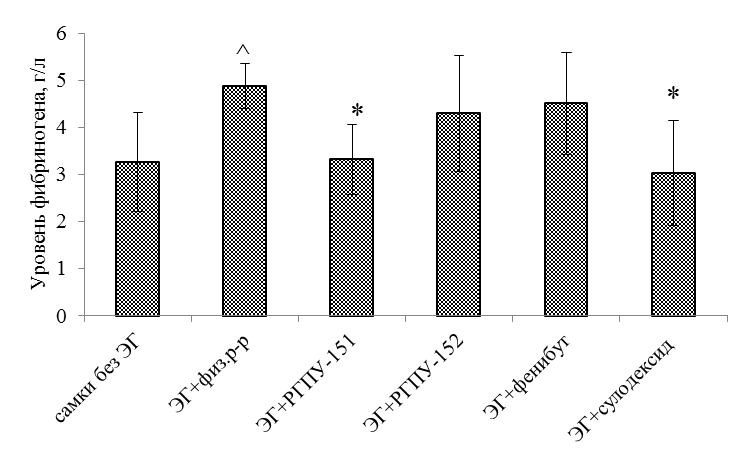 Уровень фибриногена, г/л
6
5
4
3
2
1
0
^
*
*
самки без ЭГ
ЭГ+физ.р-р
ЭГ+РГПУ-151
ЭГ+РГПУ-152
ЭГ+фенибут
ЭГ+сулодексид